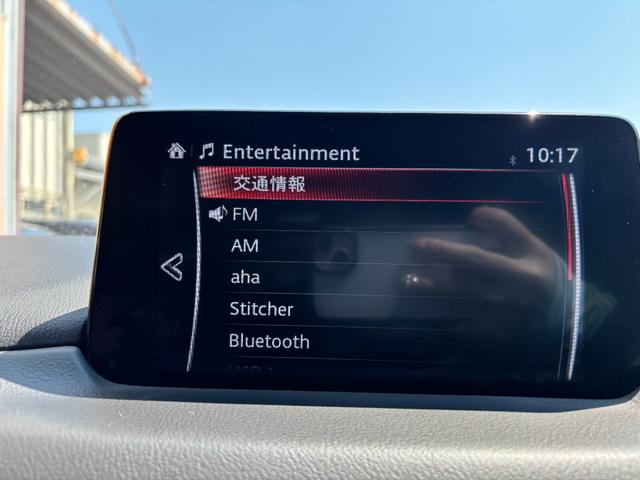 Entertainment 10:17
交通情報
FM
AM
aha
Stitcher
Bluetooth